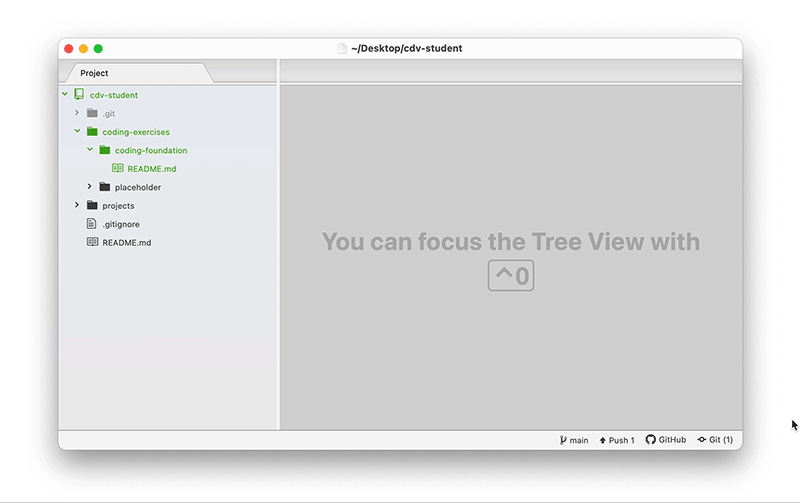 ~/Desktop/cdv-student
Project
cdv-student
.git
coding-exercises
coding-foundation
README.md
placeholder
projects
.gitignore
README.md
You can focus the Tree View with
^0
main Push 1 GitHub Git (1)